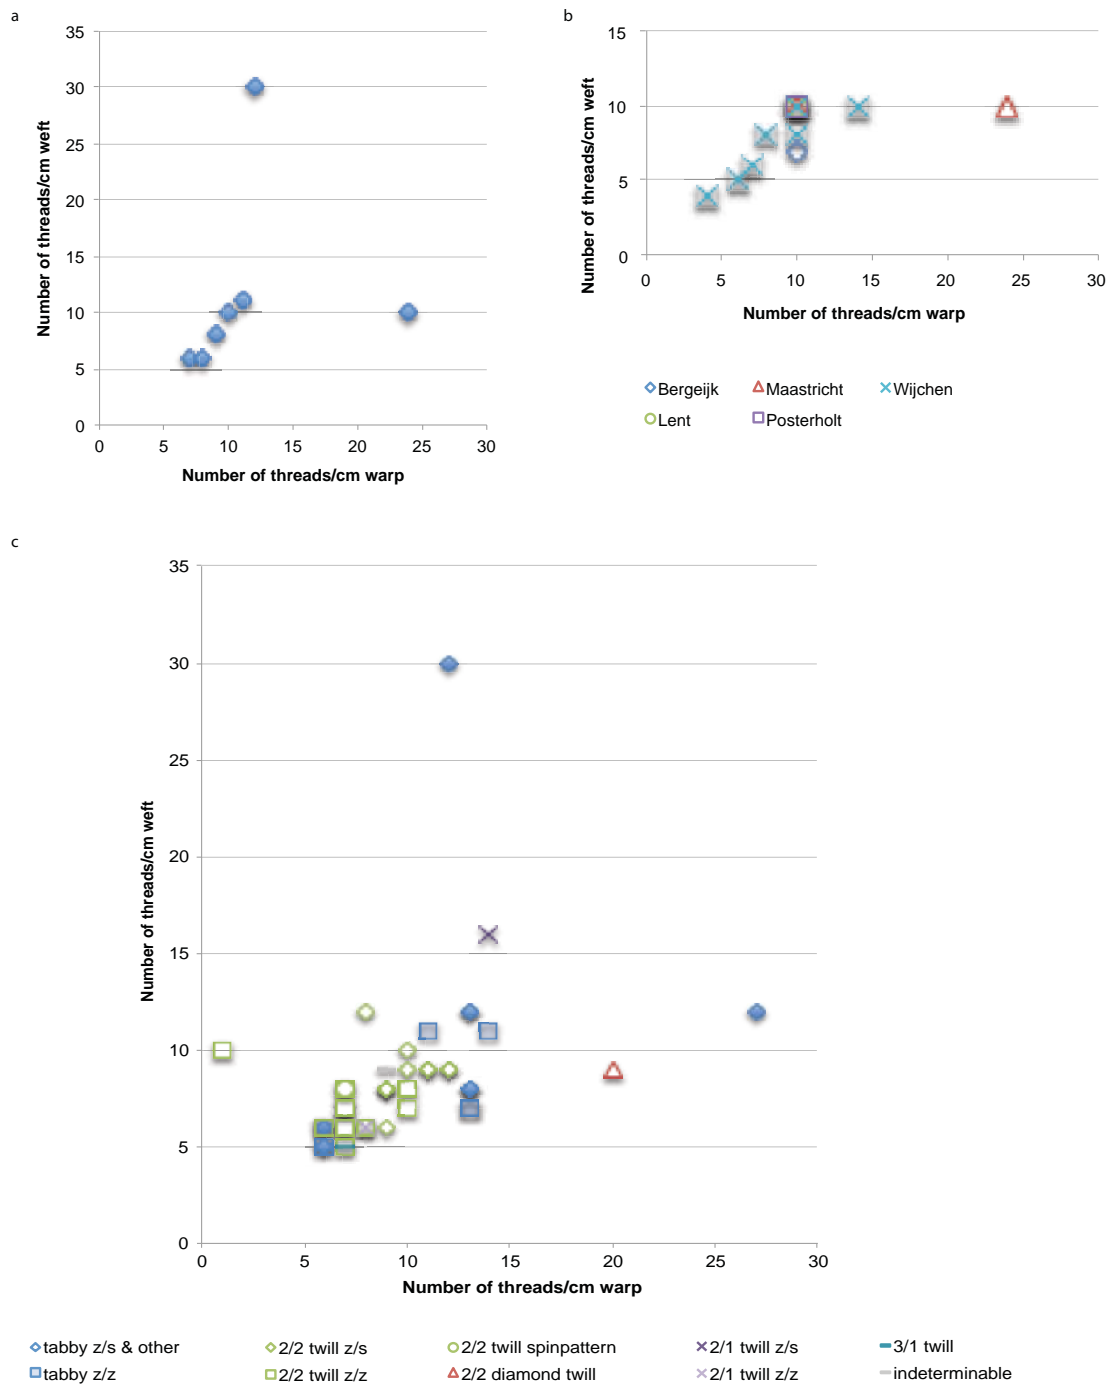 a
35
30
25
20
15
10
5
0
0 5 10 15 20 25 30
Number of threads/cm weft
Number of threads/cm warp
b
15
10
5
0
0 5 10 15 20 25 30
Number of threads/cm weft
Number of threads/cm warp
Bergeijk Maastricht Wijchen
Lent Posterholt
c
35
30
25
20
15
10
5
0
0 5 10 15 20 25 30
Number of threads/cm weft
Number of threads/cm warp
tabby z/s & other 2/2 twill z/s 2/2 twill spinpattern 2/1 twill z/s 3/1 twill
tabby z/z 2/2 twill z/z 2/2 diamond twill 2/1 twill z/z indeterminable